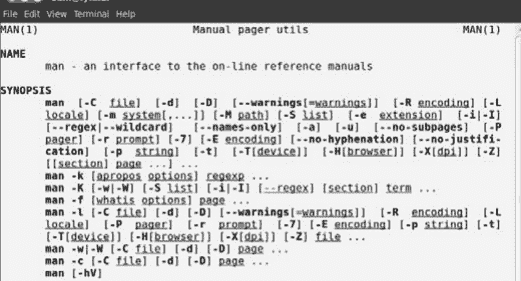 File Edit View Terminal Help
MAN(1) Manual pager utils MAN(1)
NAME
man - an interface to the on-line reference manuals
SYNOPSIS
man [-C file] [-d] [-D] [--warnings[=warnings]] [-R encoding] [-L
locale] [-m system[,...]] [-M path] [-S list] [-e extension] [-i|-I]
[--regex|--wildcard] [--names-only] [-a] [-u] [--no-subpages] [-P
pager] [-r prompt] [-7] [-E encoding] [--no-hyphenation] [--no-justifi-
cation] [-p string] [-t] [-T[device]] [-H[browser]] [-X[dpi]] [-Z]
[[section] page ...] ...
man -k [apropos options] regexp ...
man -K [-w|-W] [-S list] [-i|-I] [--regex] [section] term ...
man -f [whatis options] page ...
man -l [-C file] [-d] [-D] [--warnings[=warnings]] [-R encoding] [-L
locale] [-P pager] [-r prompt] [-7] [-E encoding] [-p string] [-t]
[-T[device]] [-H[browser]] [-X[dpi]] [-Z] file ...
man -w|-W [-C file] [-d] [-D] page ...
man -c [-C file] [-d] [-D] page ...
man [-hV]